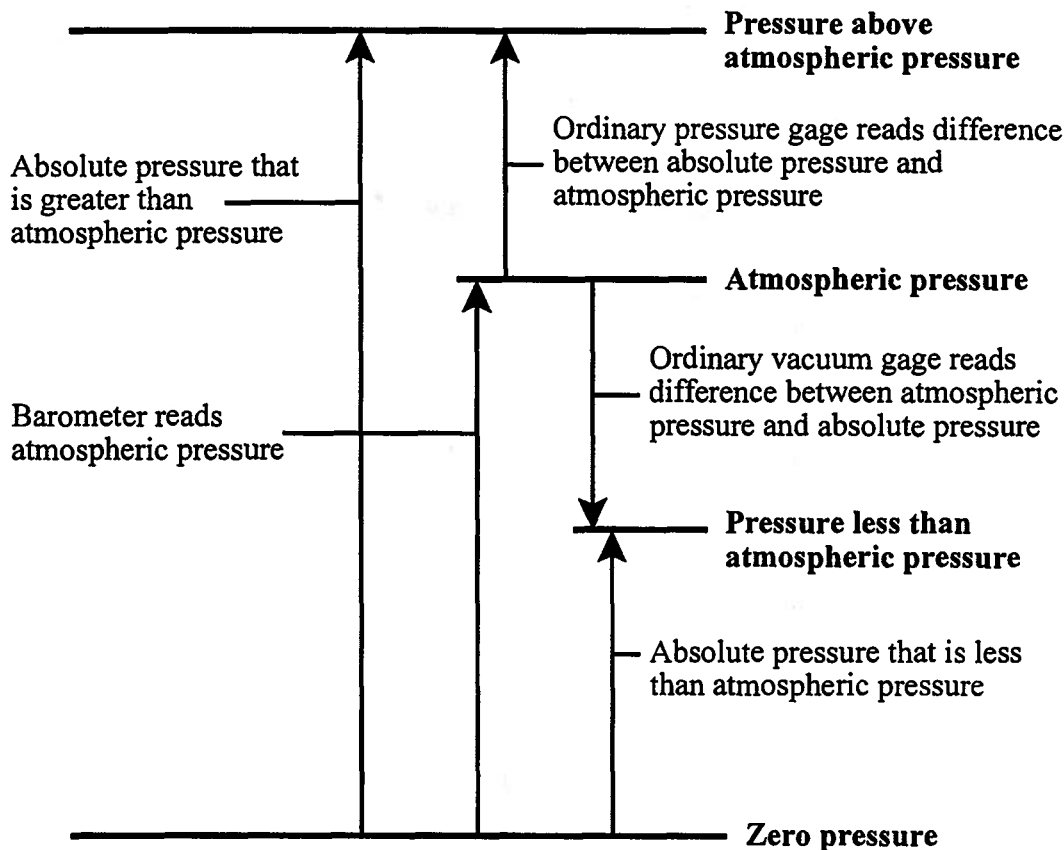 Pressure above
atmospheric pressure
Ordinary pressure gage reads difference
between absolute pressure and
atmospheric pressure
Absolute pressure that
is greater than
atmospheric pressure
Atmospheric pressure
Ordinary vacuum gage reads
difference between atmospheric
pressure and absolute pressure
Barometer reads
atmospheric pressure
Pressure less than
atmospheric pressure
Absolute pressure that is less
than atmospheric pressure
Zero pressure